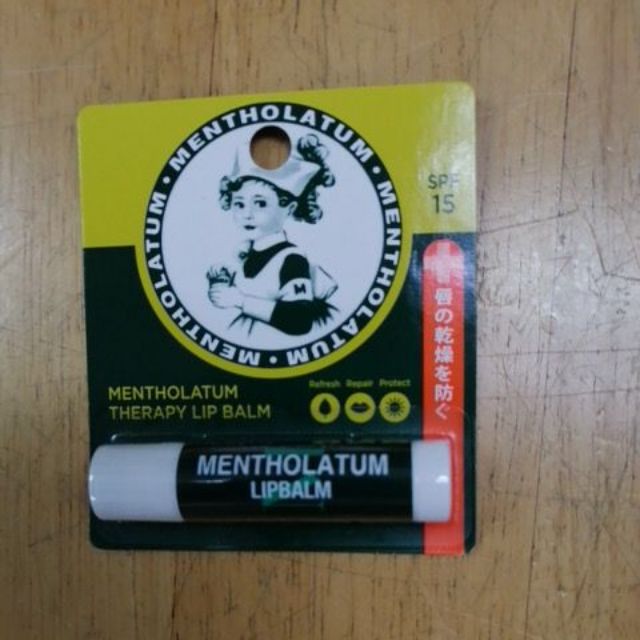 MENTHOLATUM • MENTHOLATUM • MENTHOLATUM • MENTHOLATUM •
M
SPF
15
唇の乾燥を防ぐ
MENTHOLATUM
THERAPY LIP BALM
Refresh Repair Protect
MENTHOLATUM
LIPBALM